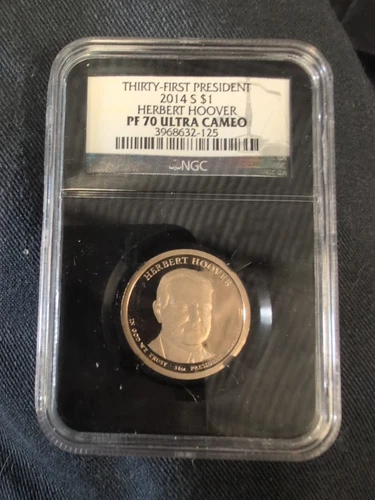 THIRTY-FIRST PRESIDENT
2014 S $1
HERBERT HOOVER
PF 70 ULTRA CAMEO
3968632-125
NGC
HERBERT HOOVER
IN GOD WE TRUST · 31st PRESIDENT